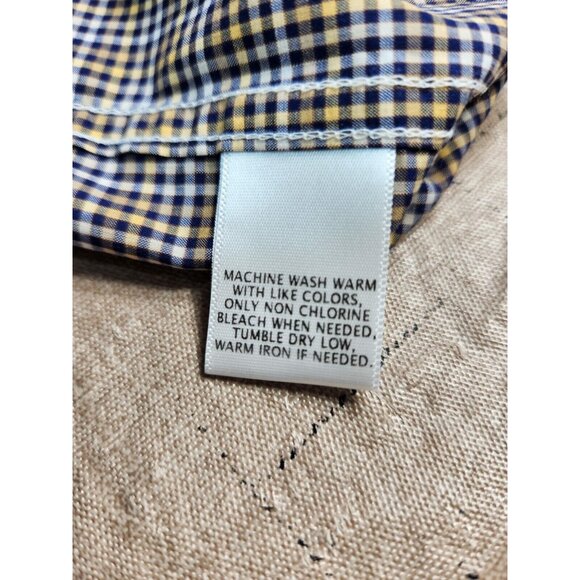 MACHINE WASH WARM
WITH LIKE COLORS,
ONLY NON CHLORINE
BLEACH WHEN NEEDED,
TUMBLE DRY LOW,
WARM IRON IF NEEDED.